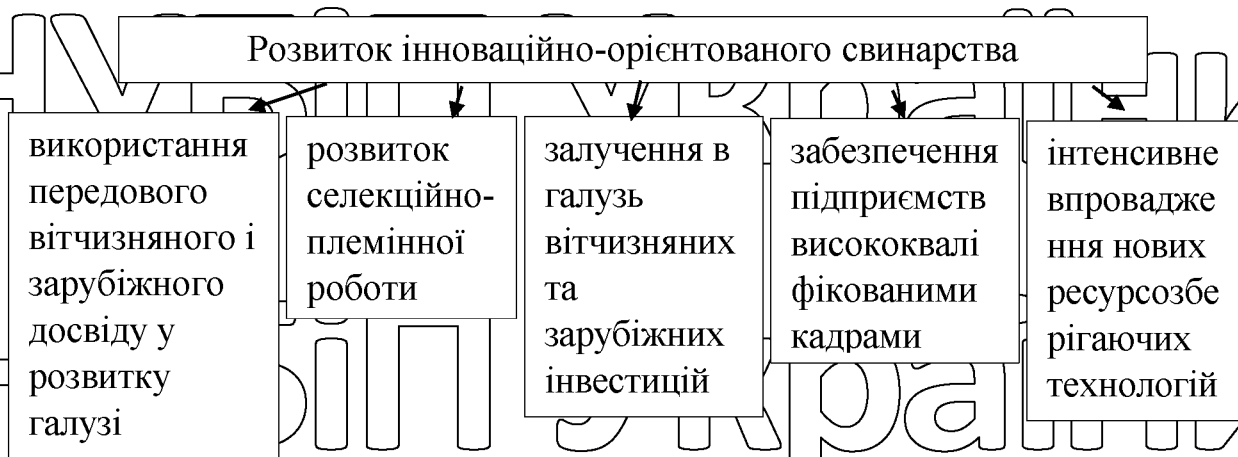 Розвиток інноваційно-орієнтованого свинарства
використання
передового
вітчизняного і
зарубіжного
досвіду у
розвитку
галузі
розвиток
селекційно-
племінної
роботи
залучення в
галузь
вітчизняних
та
зарубіжних
інвестицій
забезпечення
підприємств
висококвалі
фікованими
кадрами
інтенсивне
впровадже
ння нових
ресурсозбе
рігаючих
технологій